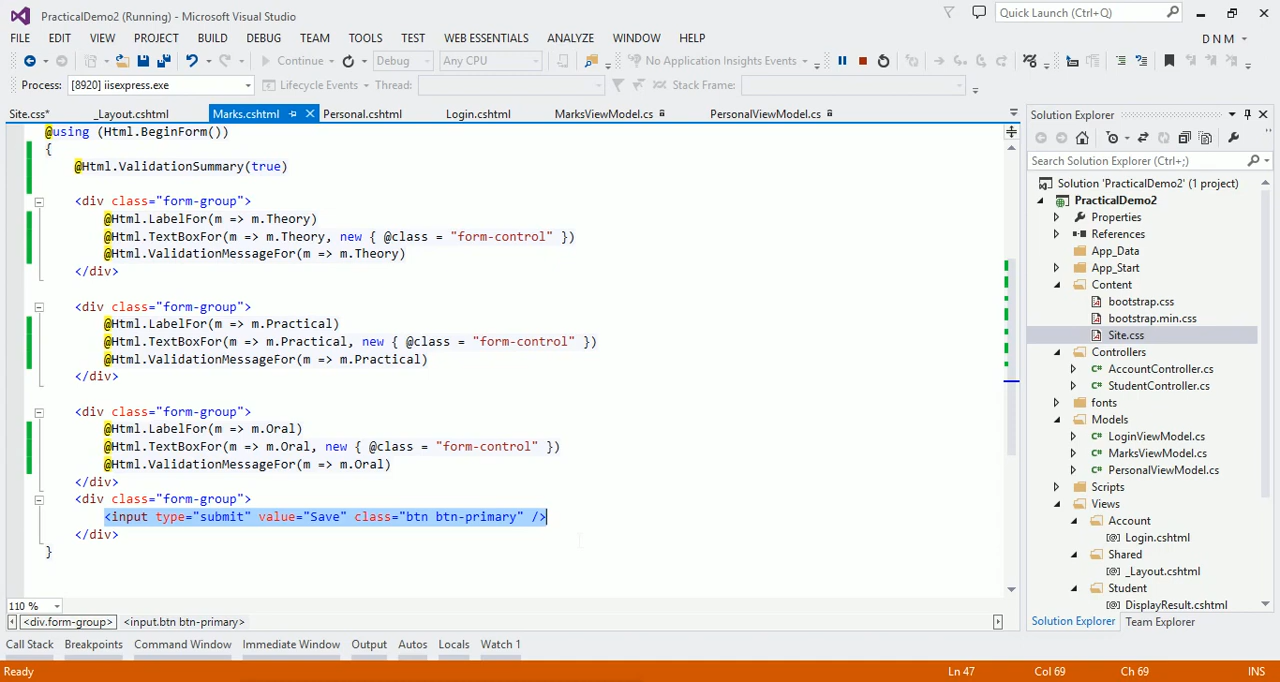 PracticalDemo2 (Running) - Microsoft Visual Studio
Quick Launch (Ctrl+Q)
FILE EDIT VIEW PROJECT BUILD DEBUG TEAM TOOLS TEST WEB ESSENTIALS ANALYZE WINDOW HELP
D N M
Continue Debug Any CPU No Application Insights Events
Process: [8920] iisexpress.exe Lifecycle Events Thread: Stack Frame:
Site.css* _Layout.cshtml Marks.cshtml Personal.cshtml Login.cshtml MarksViewModel.cs PersonalViewModel.cs
@using (Html.BeginForm())
{
@Html.ValidationSummary(true)
<div class="form-group">
@Html.LabelFor(m => m.Theory)
@Html.TextBoxFor(m => m.Theory, new { @class = "form-control" })
@Html.ValidationMessageFor(m => m.Theory)
</div>
<div class="form-group">
@Html.LabelFor(m => m.Practical)
@Html.TextBoxFor(m => m.Practical, new { @class = "form-control" })
@Html.ValidationMessageFor(m => m.Practical)
</div>
<div class="form-group">
@Html.LabelFor(m => m.Oral)
@Html.TextBoxFor(m => m.Oral, new { @class = "form-control" })
@Html.ValidationMessageFor(m => m.Oral)
</div>
<div class="form-group">
<input type="submit" value="Save" class="btn btn-primary" />
</div>
}
110 %
<div.form-group> <input.btn btn-primary>
Solution Explorer
Search Solution Explorer (Ctrl+;)
Solution 'PracticalDemo2' (1 project)
PracticalDemo2
Properties
References
App_Data
App_Start
Content
bootstrap.css
bootstrap.min.css
Site.css
Controllers
AccountController.cs
StudentController.cs
fonts
Models
LoginViewModel.cs
MarksViewModel.cs
PersonalViewModel.cs
Scripts
Views
Account
Login.cshtml
Shared
_Layout.cshtml
Student
DisplayResult.cshtml
Solution Explorer Team Explorer
Call Stack Breakpoints Command Window Immediate Window Output Autos Locals Watch 1
Ready Ln 47 Col 69 Ch 69 INS